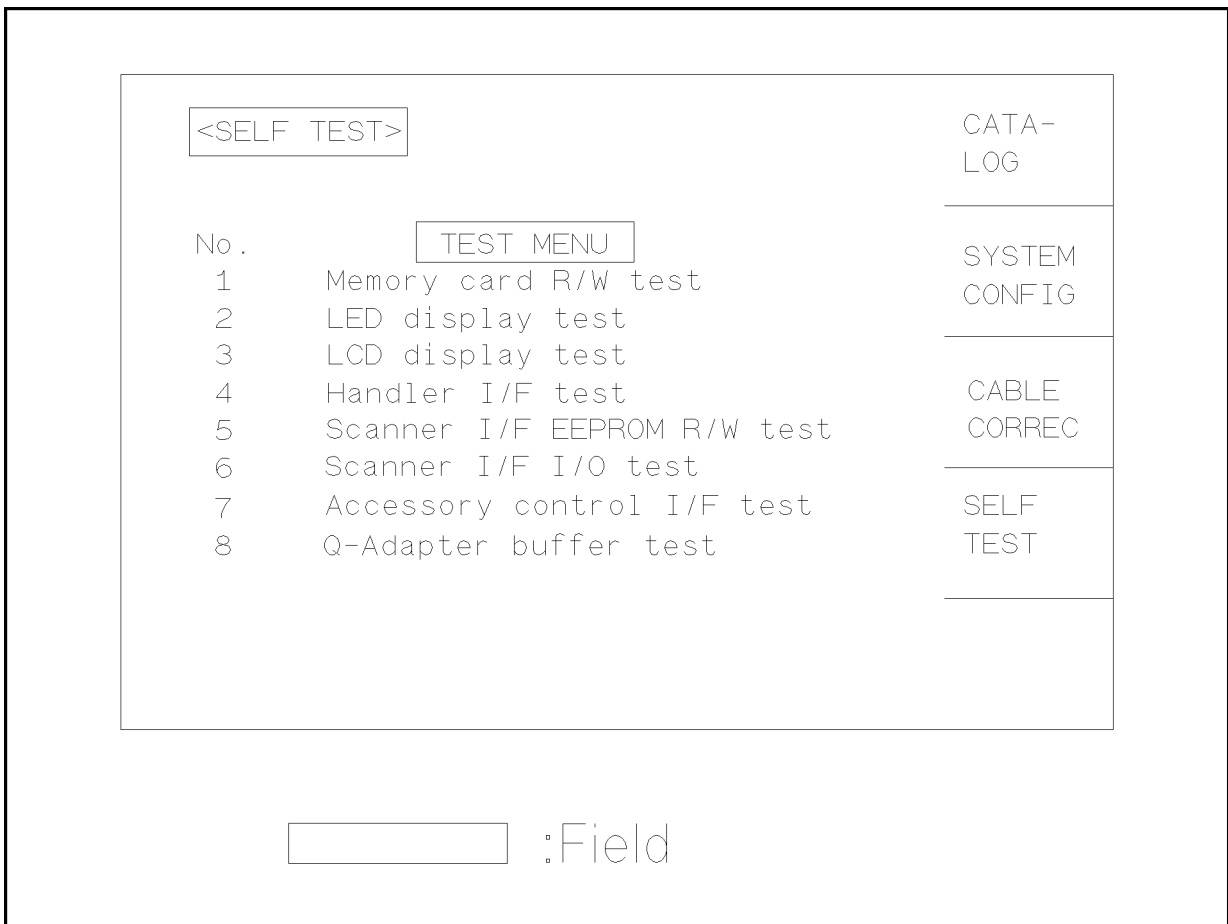 <SELF TEST>
No. TEST MENU
1 Memory card R/W test
2 LED display test
3 LCD display test
4 Handler I/F test
5 Scanner I/F EEPROM R/W test
6 Scanner I/F I/O test
7 Accessory control I/F test
8 Q-Adapter buffer test
CATA-
LOG
SYSTEM
CONFIG
CABLE
CORREC
SELF
TEST
:Field